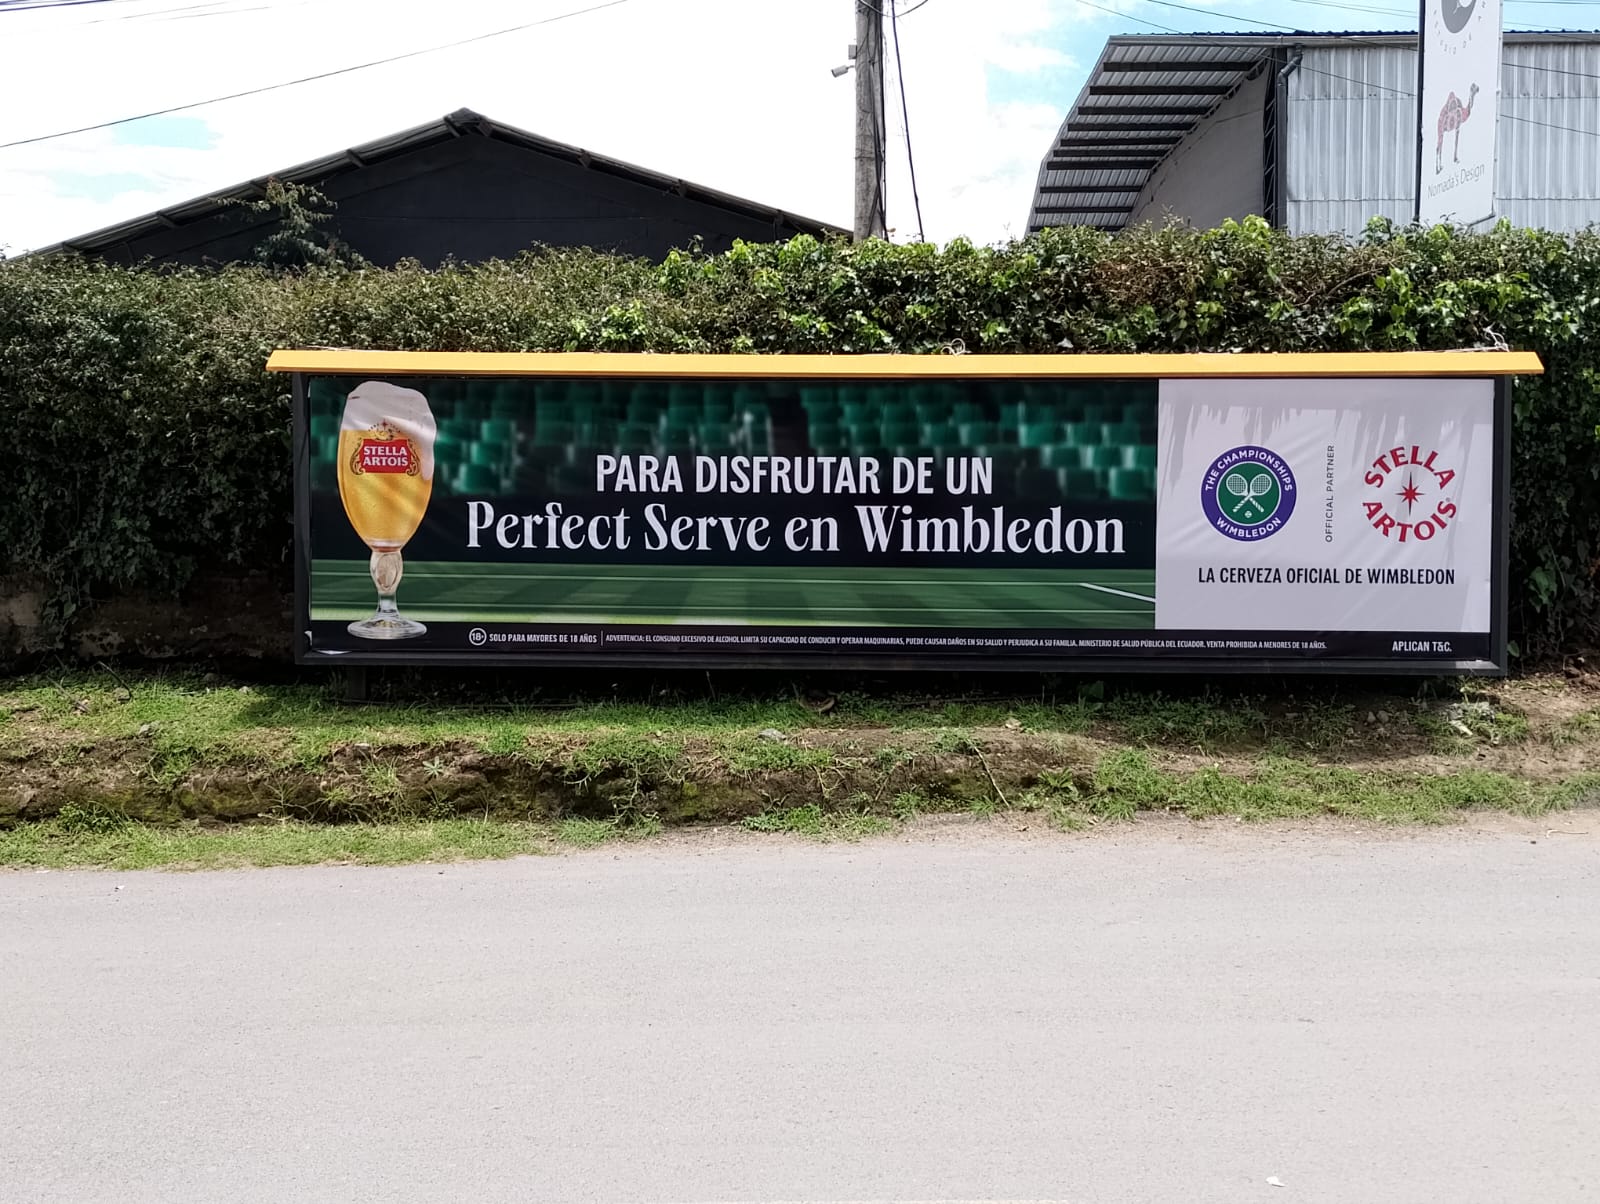 Nomada's Design
STELLA
ARTOIS
PARA DISFRUTAR DE UN
Perfect Serve en Wimbledon
THE CHAMPIONSHIPS
WIMBLEDON
OFFICIAL PARTNER
STELLA
ARTOIS
LA CERVEZA OFICIAL DE WIMBLEDON
18+ SOLO PARA MAYORES DE 18 AÑOS
ADVERTENCIA: EL CONSUMO EXCESIVO DE ALCOHOL LIMITA SU CAPACIDAD DE CONDUCIR Y OPERAR MAQUINARIAS, PUEDE CAUSAR DAÑOS EN SU SALUD Y PERJUDICA A SU FAMILIA. MINISTERIO DE SALUD PÚBLICA DEL ECUADOR. VENTA PROHIBIDA A MENORES DE 18 AÑOS.
APLICAN T&C.